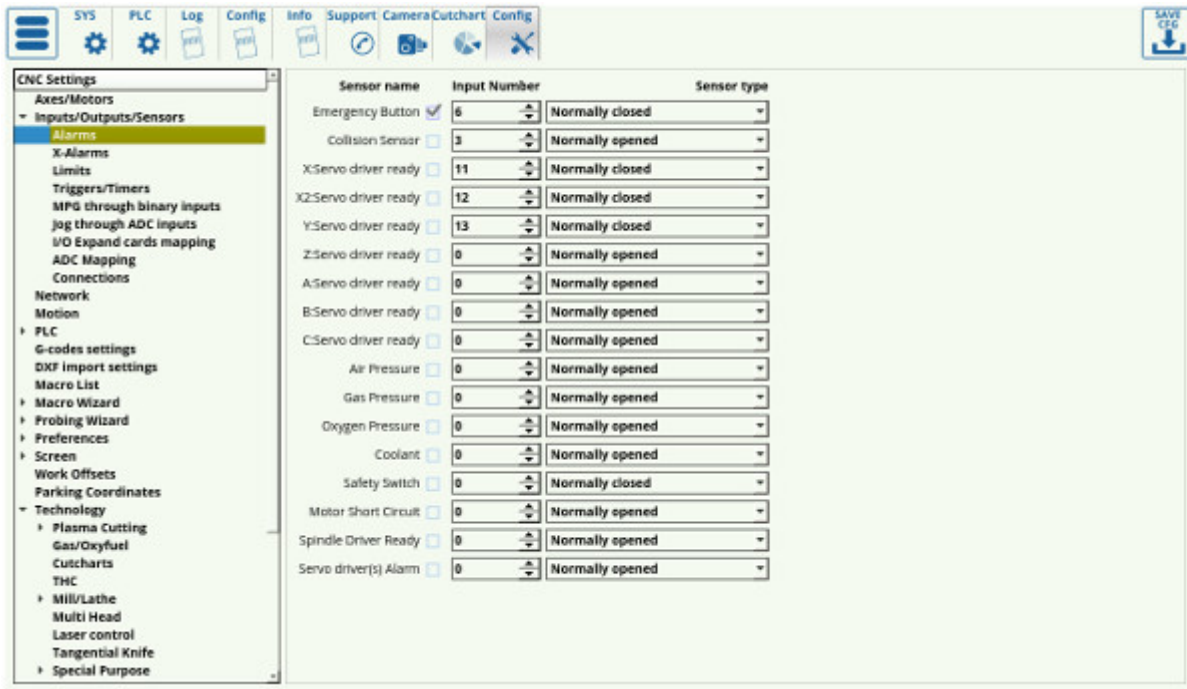 SYS PLC Log Config Info Support Camera Cutchart Config
SAVE CFG
CNC Settings
Axes/Motors
Inputs/Outputs/Sensors
Alarms
X-Alarms
Limits
Triggers/Timers
MPG through binary inputs
Jog through ADC inputs
I/O Expand cards mapping
ADC Mapping
Connections
Network
Motion
PLC
G-codes settings
DXF import settings
Macro List
Macro Wizard
Probing Wizard
Preferences
Screen
Work Offsets
Parking Coordinates
Technology
Plasma Cutting
Gas/Oxyfuel
Cutcharts
THC
Mill/Lathe
Multi Head
Laser control
Tangential Knife
Special Purpose
Sensor name Input Number Sensor type
Emergency Button 6 Normally closed
Collision Sensor 3 Normally opened
X:Servo driver ready 11 Normally closed
X2:Servo driver ready 12 Normally closed
Y:Servo driver ready 13 Normally closed
Z:Servo driver ready 0 Normally opened
A:Servo driver ready 0 Normally opened
B:Servo driver ready 0 Normally opened
C:Servo driver ready 0 Normally opened
Air Pressure 0 Normally opened
Gas Pressure 0 Normally opened
Oxygen Pressure 0 Normally opened
Coolant 0 Normally opened
Safety Switch 0 Normally closed
Motor Short Circuit 0 Normally opened
Spindle Driver Ready 0 Normally opened
Servo driver(s) Alarm 0 Normally opened